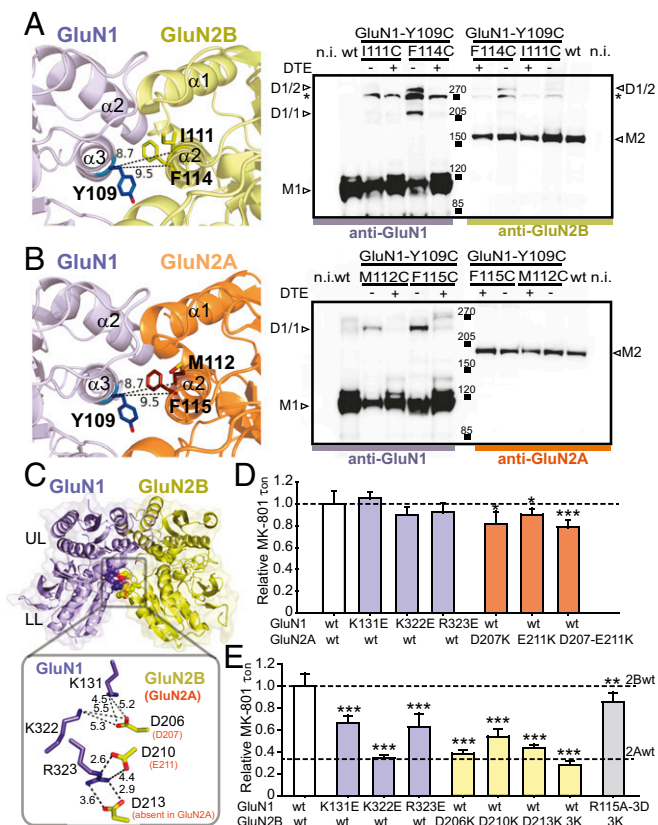 A
GluN1 GluN2B
α1
α2
I111
α3
8.7
α2
9.5
Y109
F114
GluN1-Y109C GluN1-Y109C
n.i. wt I111C F114C F114C I111C wt n.i.
DTE - + - + + - + -
D1/2 270 D1/2
* *
D1/1 205
150 M2
120
M1
85
anti-GluN1 anti-GluN2B
B
GluN1 GluN2A
α1
α2
M112
α3
8.7
α2
9.5
Y109
F115
GluN1-Y109C GluN1-Y109C
n.i.wt M112C F115C F115C M112C wt n.i.
DTE - + - + + - + -
270
D1/1
205
150 M2
120
M1
85
anti-GluN1 anti-GluN2A
C
GluN1 GluN2B
UL
LL
GluN1
K131
GluN2B
(GluN2A)
4.5
5.5
5.2
K322
5.3
D206
(D207)
2.6
D210
R323
(E211)
4.4
2.9
3.6
D213
(absent in GluN2A)
D
Relative MK-801 τon
1.2
1.0
0.8
0.6
0.4
0.2
0
* * ***
GluN1 wt K131E K322E R323E wt wt wt
GluN2A wt wt wt wt D207K E211K D207-E211K
E
Relative MK-801 τon
1.2
1.0
0.8
0.6
0.4
0.2
0
2Bwt
2Awt
*** *** *** *** *** *** *** **
GluN1 wt K131E K322E R323E wt wt wt wt R115A-3D
GluN2B wt wt wt wt D206K D210K D213K 3K 3K